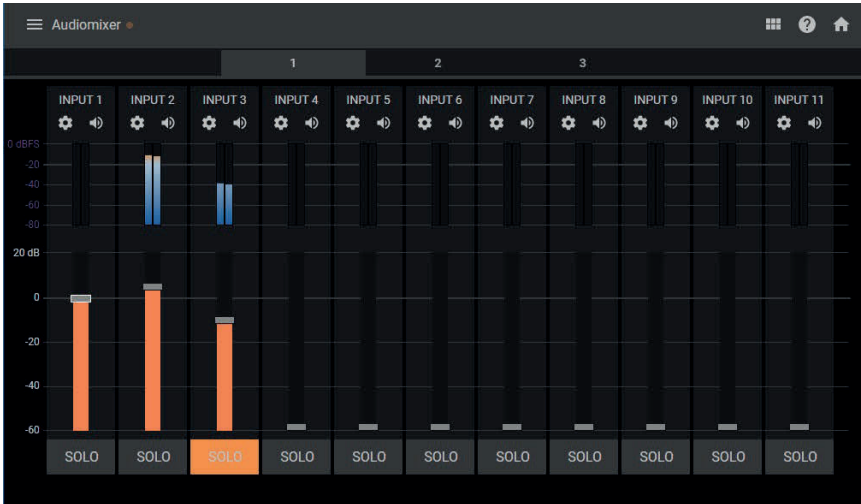 Audiomixer
1 2 3
INPUT 1 INPUT 2 INPUT 3 INPUT 4 INPUT 5 INPUT 6 INPUT 7 INPUT 8 INPUT 9 INPUT 10 INPUT 11
0 dBFS
-20
-40
-60
-80
20 dB
0
-20
-40
-60
SOLO SOLO SOLO SOLO SOLO SOLO SOLO SOLO SOLO SOLO SOLO